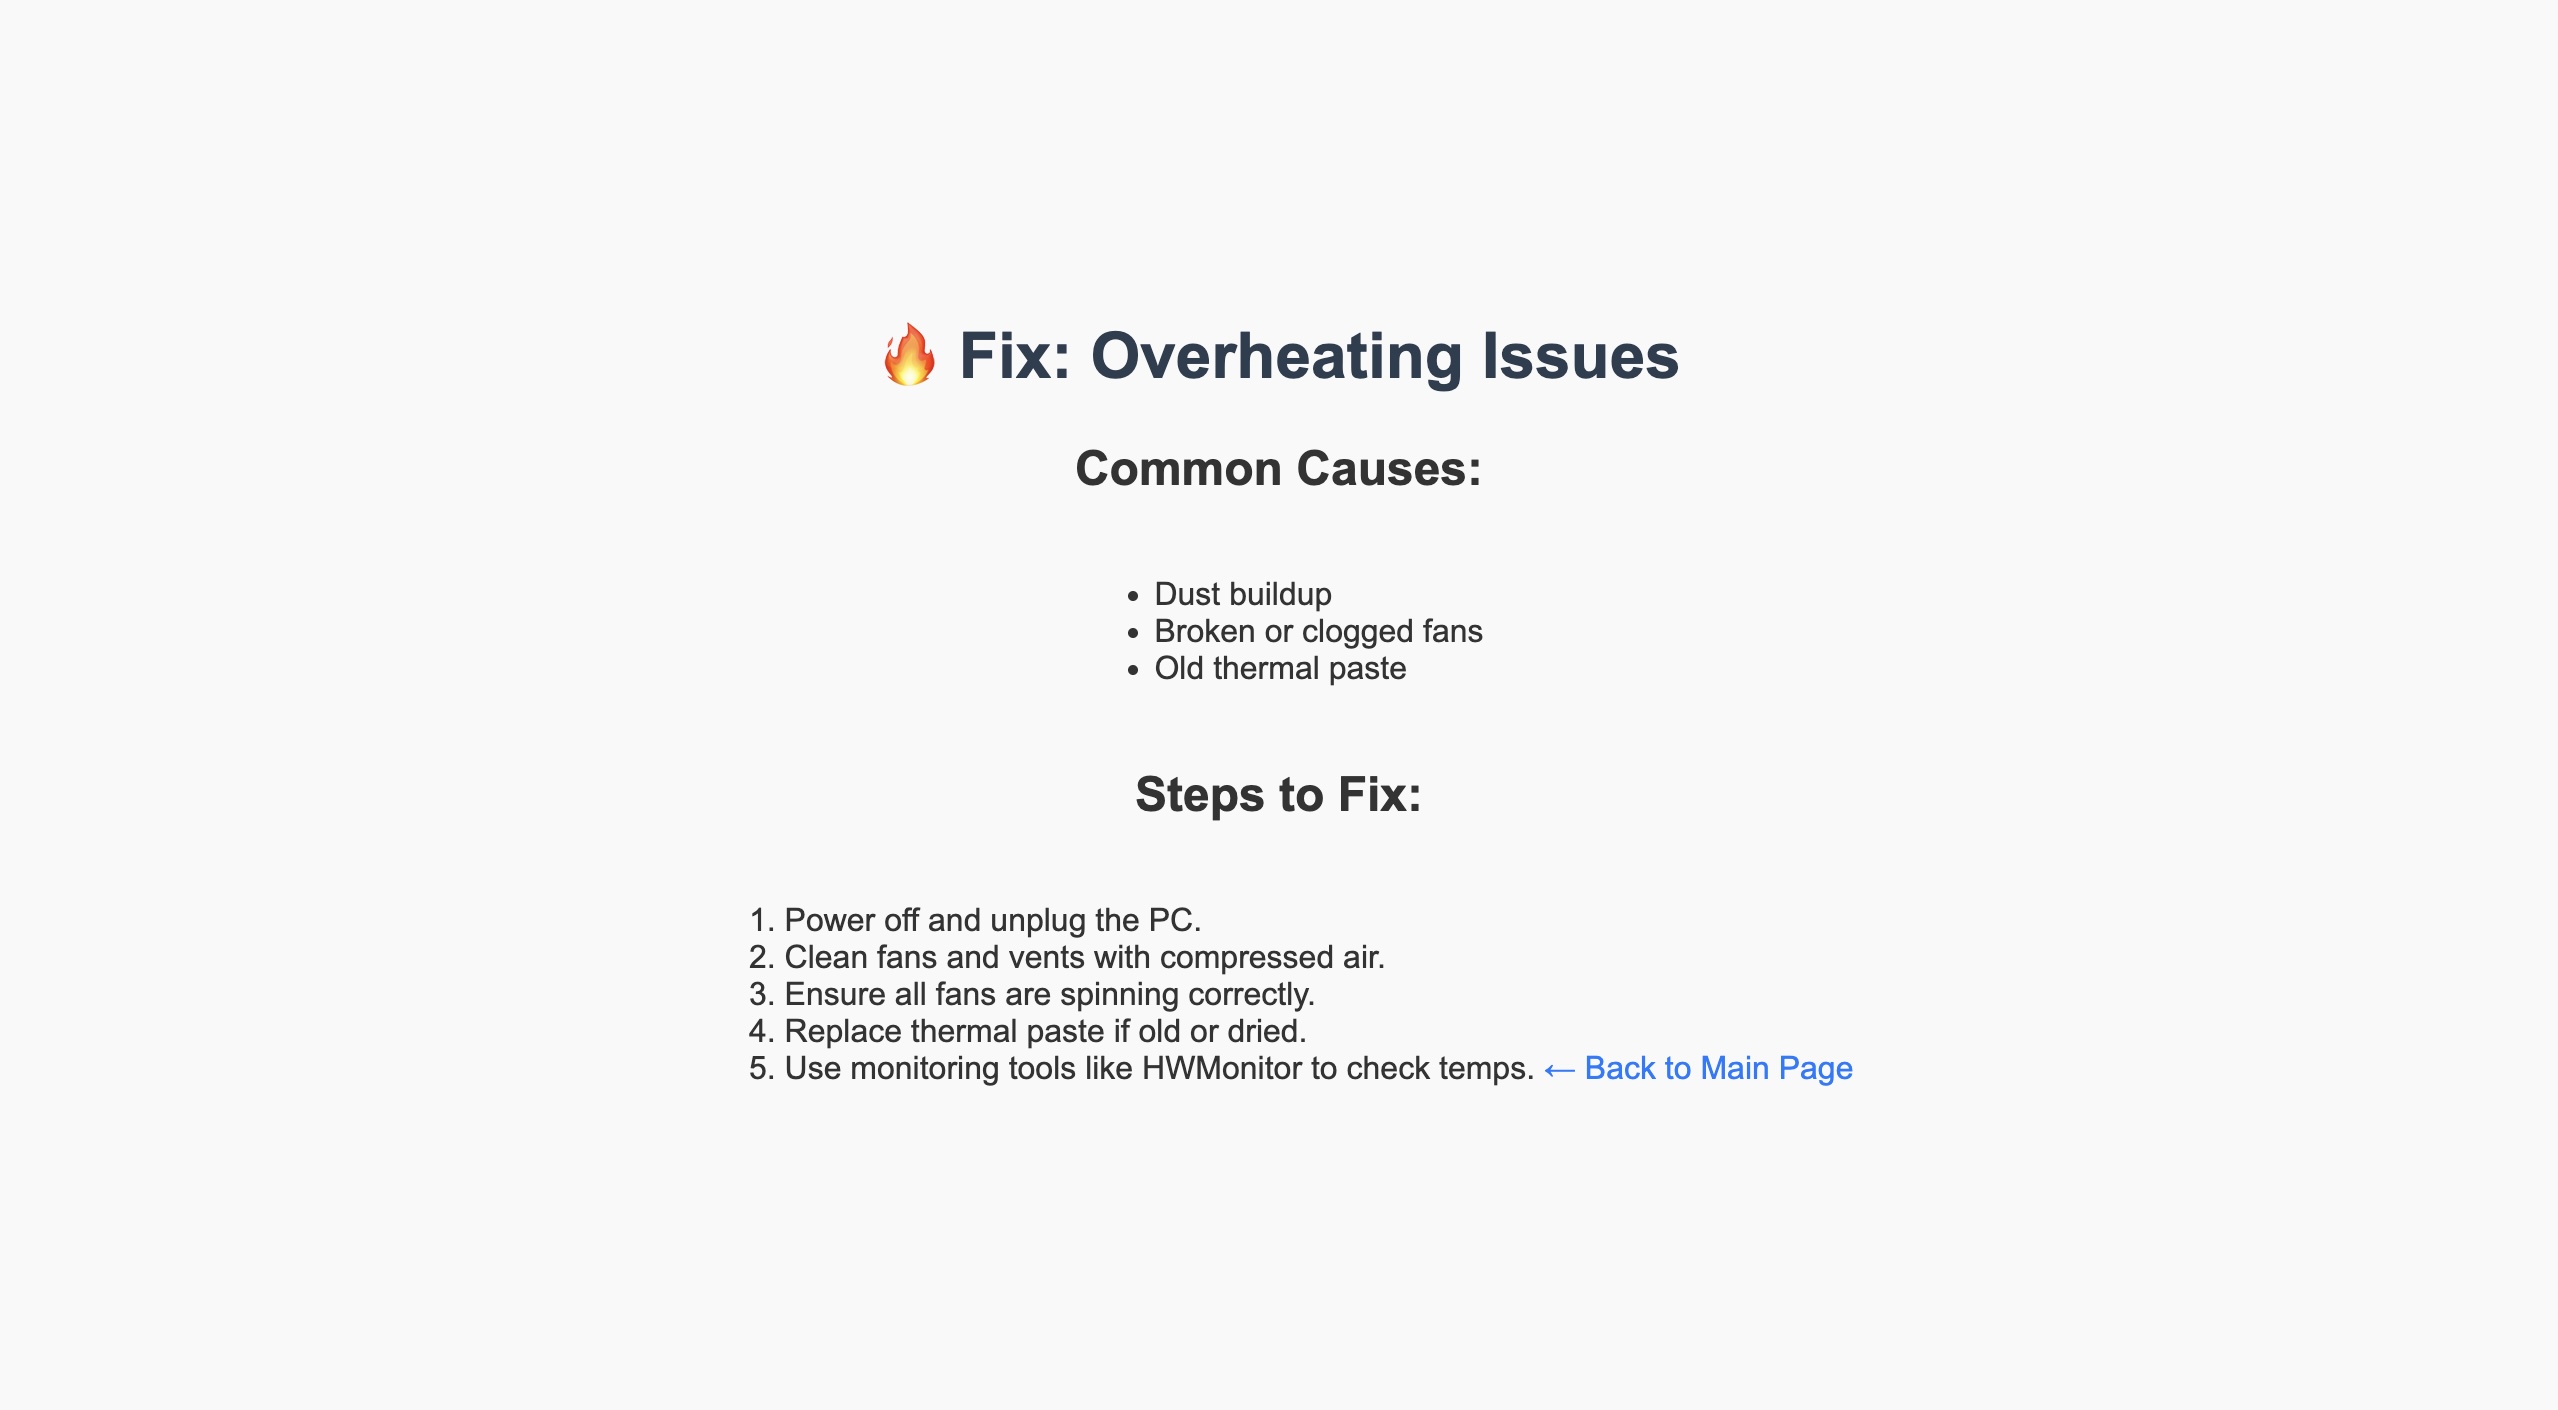 🔥 Fix: Overheating Issues
Common Causes:
• Dust buildup
• Broken or clogged fans
• Old thermal paste
Steps to Fix:
1. Power off and unplug the PC.
2. Clean fans and vents with compressed air.
3. Ensure all fans are spinning correctly.
4. Replace thermal paste if old or dried.
5. Use monitoring tools like HWMonitor to check temps. ← Back to Main Page